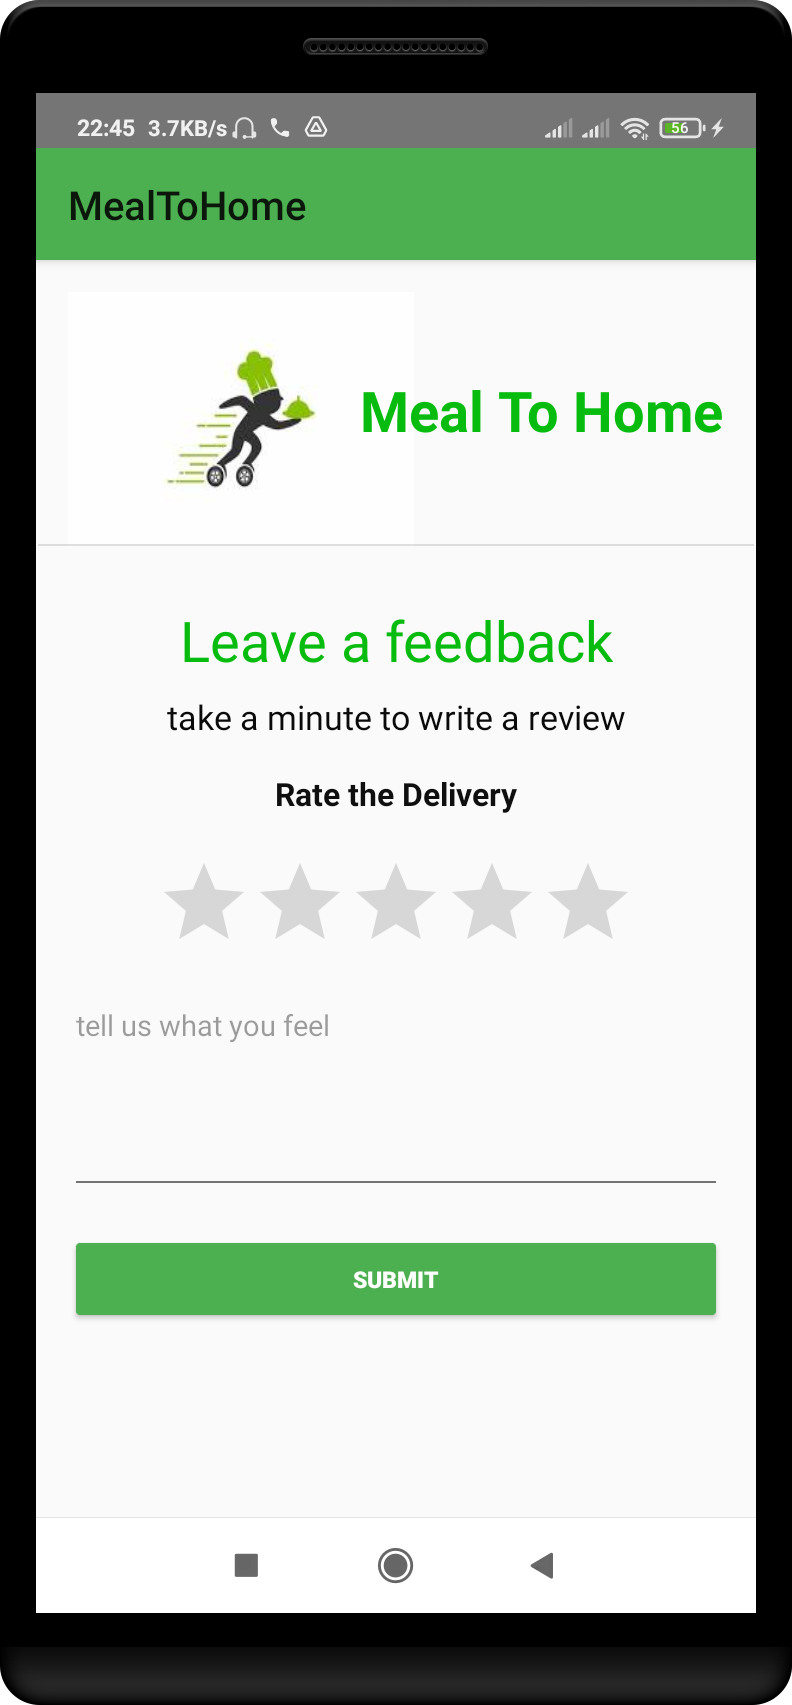 22:45 3.7KB/s 56
MealToHome
Meal To Home
Leave a feedback
take a minute to write a review
Rate the Delivery
tell us what you feel
SUBMIT